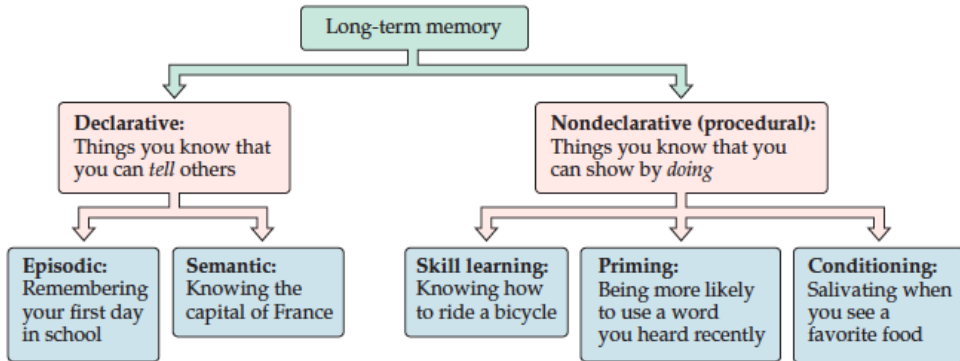 Long-term memory
Declarative:
Things you know that
you can tell others
Nondeclarative (procedural):
Things you know that you
can show by doing
Episodic:
Remembering
your first day
in school
Semantic:
Knowing the
capital of France
Skill learning:
Knowing how
to ride a bicycle
Priming:
Being more likely
to use a word
you heard recently
Conditioning:
Salivating when
you see a
favorite food